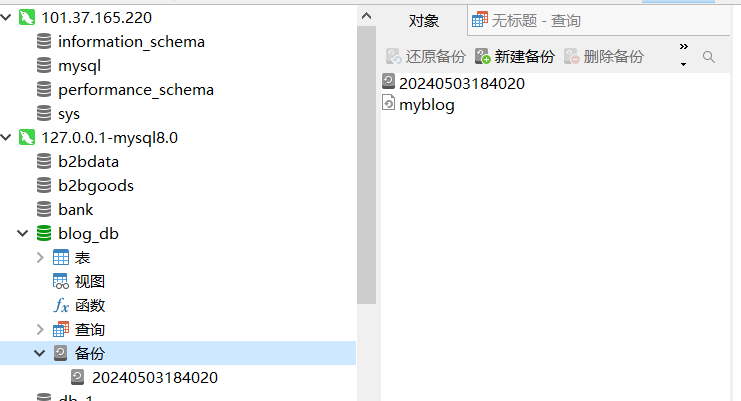 101.37.165.220
information_schema
mysql
performance_schema
sys
127.0.0.1-mysql8.0
b2bdata
b2bgoods
bank
blog_db
表
视图
fx 函数
查询
备份
20240503184020
对象 无标题 - 查询
还原备份 新建备份 删除备份 »
20240503184020
myblog